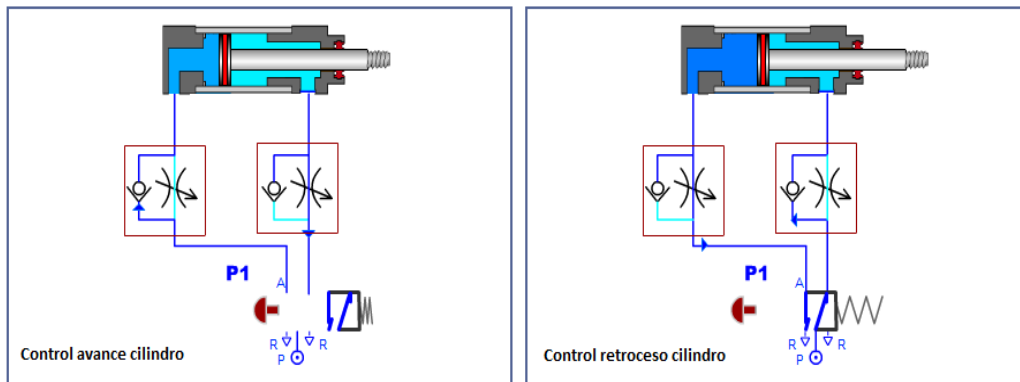 P1
A
R
R
P
Control avance cilindro
P1
A
R
R
P
Control retroceso cilindro